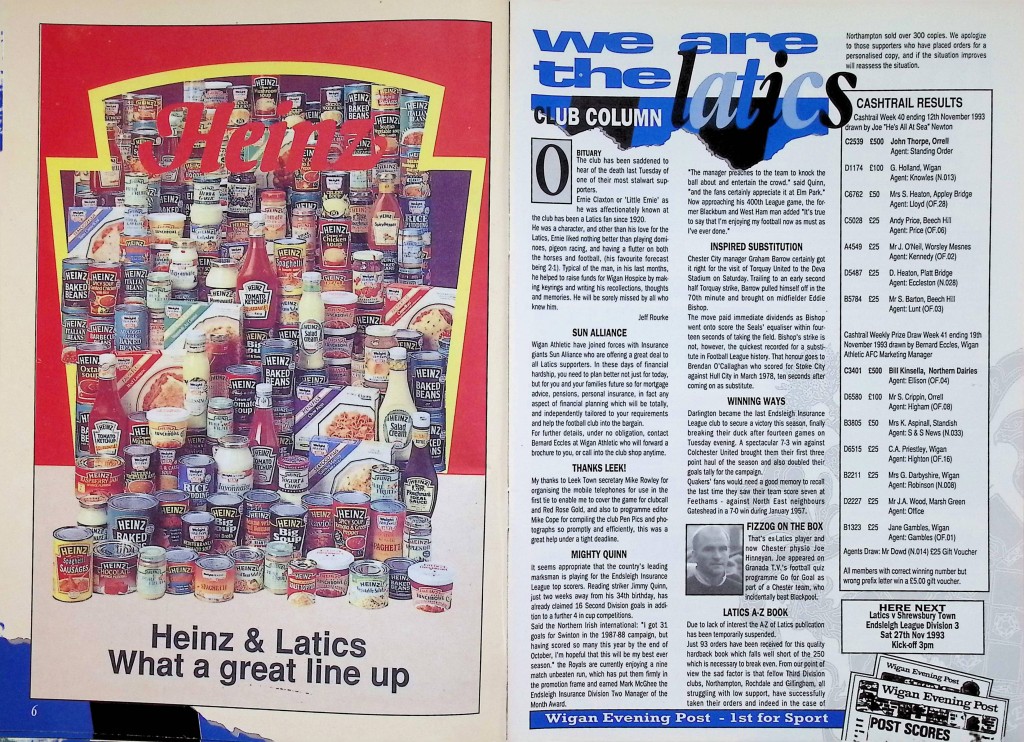 Heinz
Heinz & Latics
What a great line up
6
we are
the latics
CLUB COLUMN
OBITUARY
The club has been saddened to
hear of the death last Tuesday of
one of their most stalwart sup-
porters.
Ernie Claxton or 'Little Ernie' as
he was affectionately known at
the club has been a Latics fan since 1920.
He was a character, and other than his love for the
Latics, Ernie liked nothing better than playing domi-
noes, pigeon racing, and having a flutter on both
the horses and football, (his favourite forecast
being 2-1). Typical of the man, in his last months,
he helped to raise funds for Wigan Hospice by mak-
ing keyrings and writing his recollections, thoughts
and memories. He will be sorely missed by all who
knew him.
Jeff Rourke
SUN ALLIANCE
Wigan Athletic have joined forces with Insurance
giants Sun Alliance who are offering a great deal to
all Latics supporters. In these days of financial
hardship, you need to plan better not just for today,
but for you and your families future so for mortgage
advice, pensions, personal insurance, in fact any
aspect of financial planning which will be totally,
and independently tailored to your requirements
and help the football club into the bargain.
For further details, under no obligation, contact
Bernard Eccles at Wigan Athletic who will forward a
brochure to you, or call into the club shop anytime.
THANKS LEEK!
My thanks to Leek Town secretary Mike Rowley for
organising the mobile telephones for use in the
first tie to enable me to cover the game for clubcall
and Red Rose Gold, and also to programme editor
Mike Cope for compiling the club Pen Pics and pho-
tographs so promptly and efficiently, this was a
great help under a tight deadline.
MIGHTY QUINN
It seems appropriate that the country's leading
marksman is playing for the Endsleigh Insurance
League top scorers. Reading striker Jimmy Quinn,
just two weeks away from his 34th birthday, has
already claimed 16 Second Division goals in addi-
tion to a further 4 in cup competitions.
Said the Northern Irish international: "I got 31
goals for Swinton in the 1987-88 campaign, but
having scored so many this year by the end of
October, I'm hopeful that this will be my best ever
season." the Royals are currently enjoying a nine
match unbeaten run, which has put them firmly in
the promotion frame and earned Mark McGhee the
Endsleigh Insurance Division Two Manager of the
Month Award.
"The manager preaches to the team to knock the
ball about and entertain the crowd." said Quinn,
"and the fans certainly appreciate it at Elm Park."
Now approaching his 400th League game, the for-
mer Blackburn and West Ham man added "It's true
to say that I'm enjoying my football now as much as
I've ever done."
INSPIRED SUBSTITUTION
Chester City manager Graham Barrow certainly got
it right for the visit of Torquay United to the Deva
Stadium on Saturday. Trailing to an early second
half Torquay strike, Barrow pulled himself off in the
70th minute and brought on midfielder Eddie
Bishop.
The move paid immediate dividends as Bishop
went onto score the Seals' equaliser within four-
teen seconds of taking the field. Bishop's strike is
not, however, the quickest recorded for a substi-
tute in Football League history. That honour goes to
Brendan O'Callaghan who scored for Stoke City
against Hull City in March 1978, ten seconds after
coming on as substitute.
WINNING WAYS
Darlington became the last Endsleigh Insurance
League club to secure a victory this season, finally
breaking their duck after fourteen games on
Tuesday evening. A spectacular 7-3 win against
Colchester United brought them their first three
point haul of the season and also doubled their
goals tally for the campaign.
Quakers' fans would need a good memory to recall
the last time they saw their team score seven at
Feethams - against North East neighbours
Gateshead in a 7-0 win during January 1957.
FIZZOG ON THE BOX
That's ex-Latics player and
now Chester physio Joe
Hinnegan. Joe appeared on
Granada T.V.'s football quiz
programme Go for Goal as
part of a Chester team, who
incidentally beat Blackpool.
LATICS A-Z BOOK
Due to lack of interest the A-Z of Latics publication
has been temporarily suspended.
Just 93 orders have been received for this quality
hardback book which falls well short of the 250
which is necessary to break even. From our point of
view the sad factor is that fellow Third Division
clubs, Northampton, Rochdale and Gillingham, all
struggling with low support, have successfully
taken their orders and indeed in the case of
Northampton sold over 300 copies. We apologize
to those supporters who have placed orders for a
personalised copy, and if the situation improves
will reassess the situation.
CASHTRAIL RESULTS
Cashtrail Week 40 ending 12th November 1993
drawn by Joe "He's All At Sea" Newton
C2539 £500 John Thorpe, Orrell
Agent: Standing Order
D1174 £100 G. Holland, Wigan
Agent: Knowles (N.013)
C6762 £50 Mrs S. Heaton, Appley Bridge
Agent: Lloyd (OF.28)
C5028 £25 Andy Price, Beech Hill
Agent: Price (OF.06)
A4549 £25 Mr J. O'Neil, Worsley Mesnes
Agent: Kennedy (OF.02)
D5487 £25 D. Heaton, Platt Bridge
Agent: Eccleston (N.028)
B5784 £25 Mr S. Barton, Beech Hill
Agent: Lunt (OF.03)
Cashtrail Weekly Prize Draw Week 41 ending 19th
November 1993 drawn by Bernard Eccles, Wigan
Athletic AFC Marketing Manager
C3401 £500 Bill Kinsella, Northern Dairies
Agent: Ellison (OF.04)
D6580 £100 Mr S. Crippin, Orrell
Agent: Higham (OF.08)
B3805 £50 Mrs K. Aspinall, Standish
Agent: S & S News (N.033)
D6515 £25 C.A. Priestley, Wigan
Agent: Highton (OF.16)
B2211 £25 Mrs G. Darbyshire, Wigan
Agent: Robinson (N.008)
D2227 £25 Mr J.A. Wood, Marsh Green
Agent: Office
B1323 £25 Jane Gambles, Wigan
Agent: Gambles (OF.01)
Agents Draw: Mr Dowd (N.014) £25 Gift Voucher
All members with correct winning number but
wrong prefix letter win a £5.00 gift voucher.
HERE NEXT
Latics v Shrewsbury Town
Endsleigh League Division 3
Sat 27th Nov 1993
Kick-off 3pm
Wigan Evening Post - 1st for Sport
Wigan Evening Post
Wigan Evening Post
POST SCORES